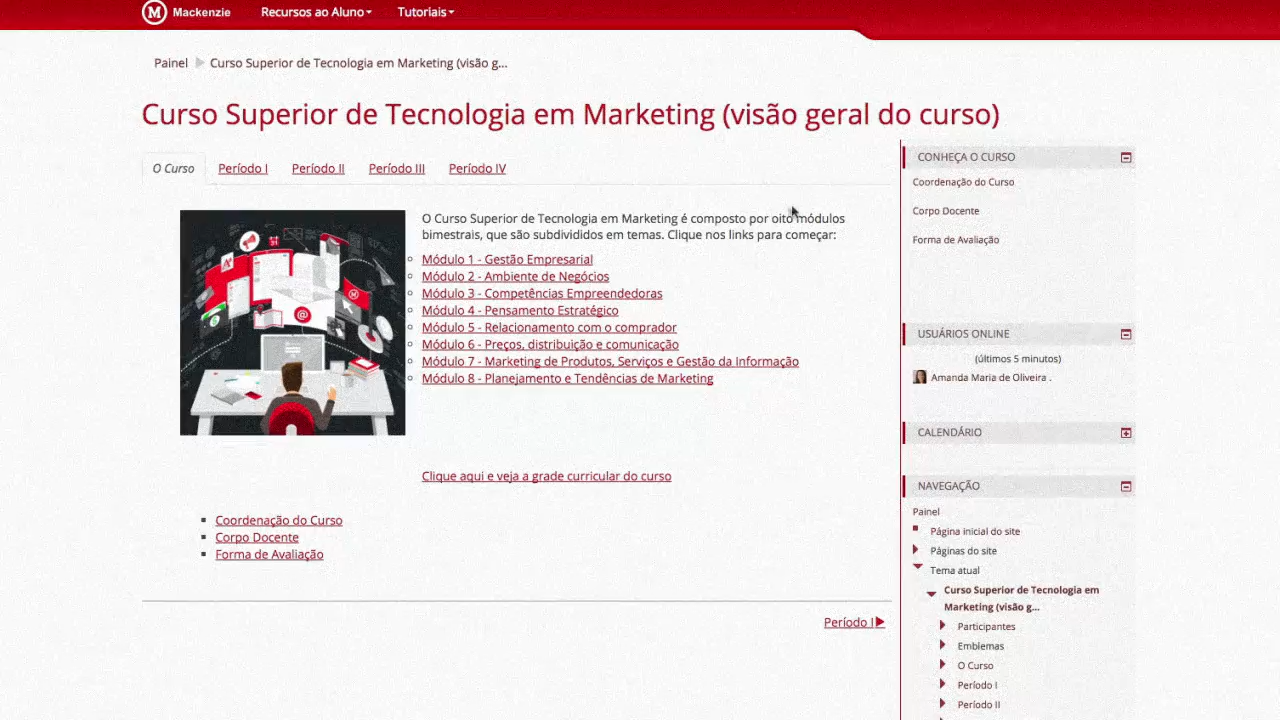 Mackenzie Recursos ao Aluno Tutoriais
Painel Curso Superior de Tecnologia em Marketing (visão g...
Curso Superior de Tecnologia em Marketing (visão geral do curso)
O Curso Período I Período II Período III Período IV
O Curso Superior de Tecnologia em Marketing é composto por oito módulos
bimestrais, que são subdivididos em temas. Clique nos links para começar:
Módulo 1 - Gestão Empresarial
Módulo 2 - Ambiente de Negócios
Módulo 3 - Competências Empreendedoras
Módulo 4 - Pensamento Estratégico
Módulo 5 - Relacionamento com o comprador
Módulo 6 - Preços, distribuição e comunicação
Módulo 7 - Marketing de Produtos, Serviços e Gestão da Informação
Módulo 8 - Planejamento e Tendências de Marketing
Clique aqui e veja a grade curricular do curso
Coordenação do Curso
Corpo Docente
Forma de Avaliação
Período I
CONHEÇA O CURSO
Coordenação do Curso
Corpo Docente
Forma de Avaliação
USUÁRIOS ONLINE
(últimos 5 minutos)
Amanda Maria de Oliveira .
CALENDÁRIO
NAVEGAÇÃO
Painel
Página inicial do site
Páginas do site
Tema atual
Curso Superior de Tecnologia em
Marketing (visão g...
Participantes
Emblemas
O Curso
Período I
Período II